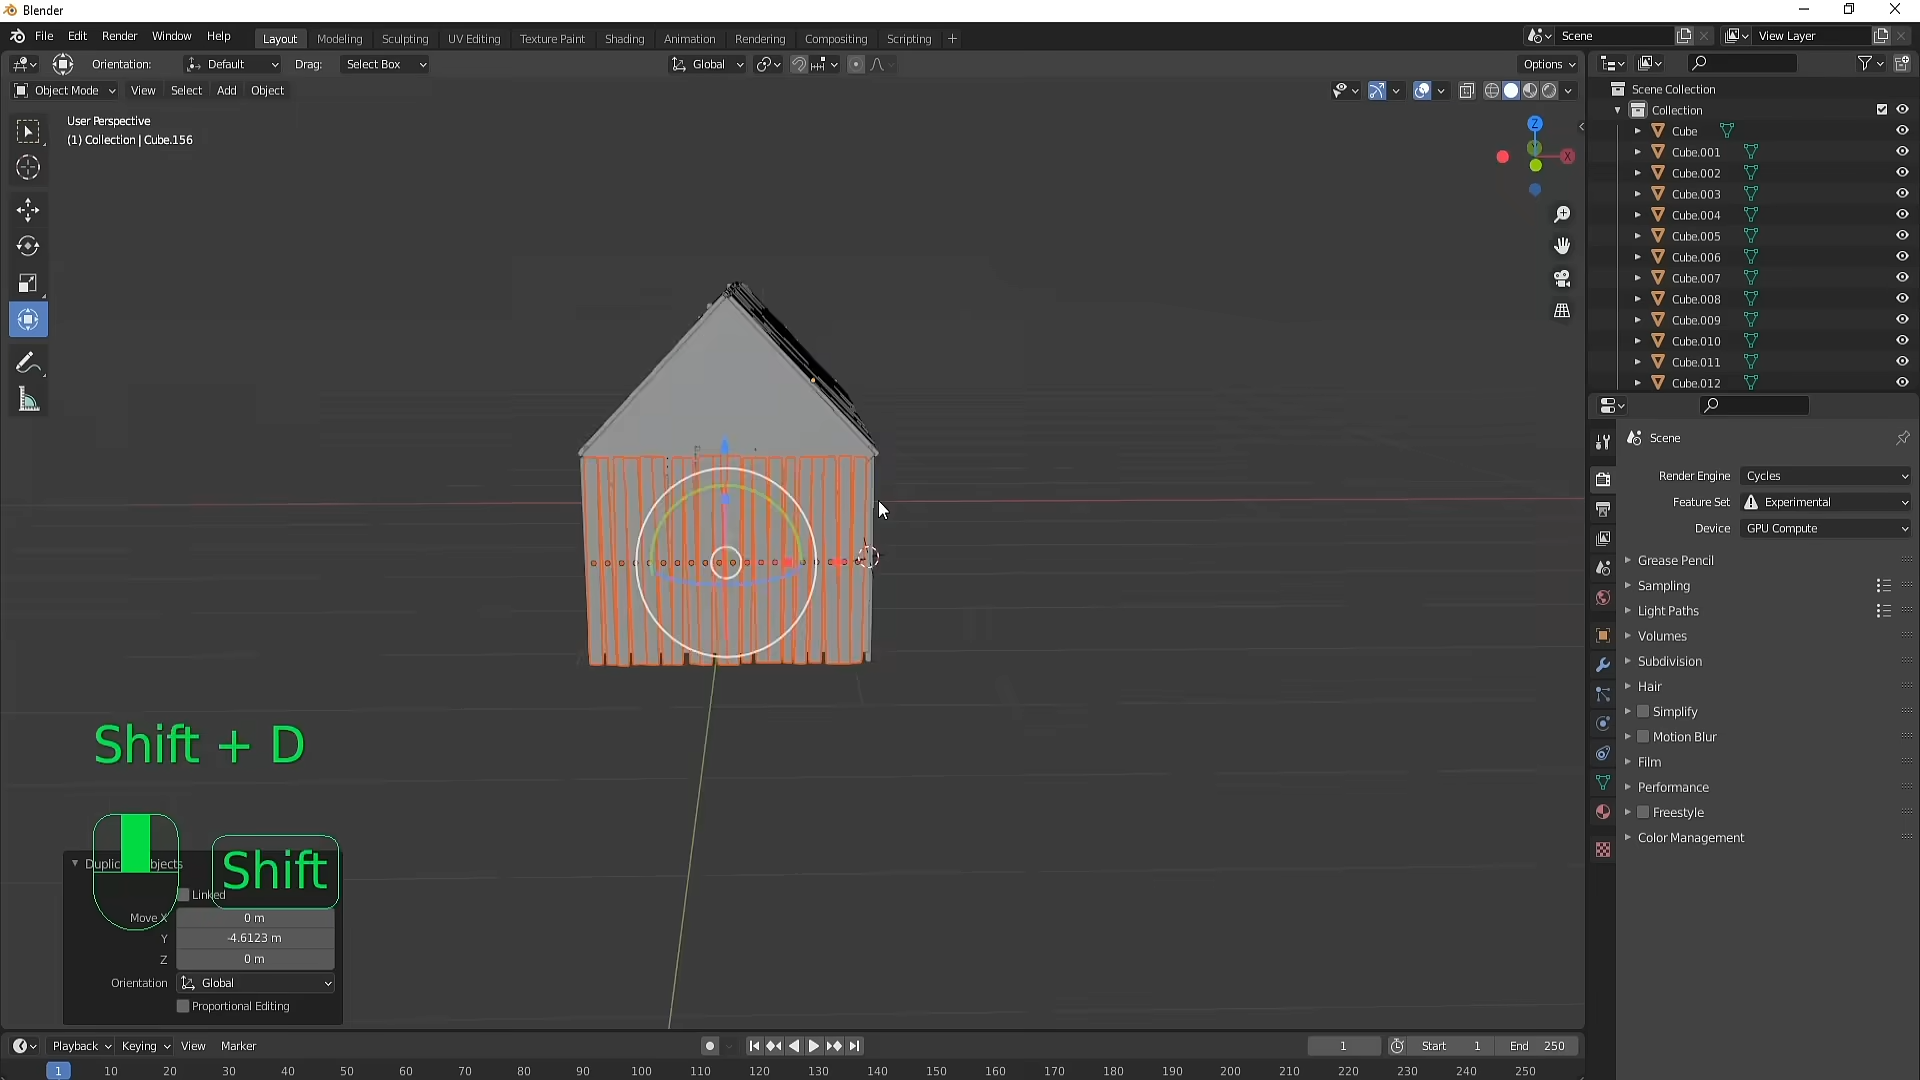 Blender
File Edit Render Window Help Layout Modeling Sculpting UV Editing Texture Paint Shading Animation Rendering Compositing Scripting + Scene View Layer
Orientation: Default Drag: Select Box Global Options
Object Mode View Select Add Object
User Perspective
(1) Collection | Cube.156
Z
X
Scene Collection
Collection
Cube
Cube.001
Cube.002
Cube.003
Cube.004
Cube.005
Cube.006
Cube.007
Cube.008
Cube.009
Cube.010
Cube.011
Cube.012
Scene
Render Engine Cycles
Feature Set Experimental
Device GPU Compute
Grease Pencil
Sampling
Light Paths
Volumes
Subdivision
Hair
Simplify
Motion Blur
Film
Performance
Freestyle
Color Management
Shift + D
Shift
Linked
Move X 0 m
Y -4.6123 m
Z 0 m
Orientation Global
Proportional Editing
Playback Keying View Marker 1 Start 1 End 250
1 10 20 30 40 50 60 70 80 90 100 110 120 130 140 150 160 170 180 190 200 210 220 230 240 250